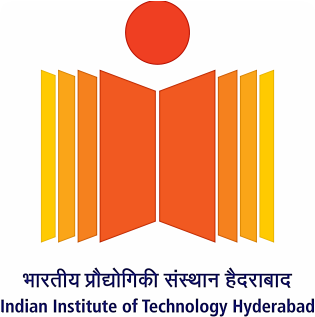 भारतीय प्रौद्योगिकी संस्थान हैदराबाद
Indian Institute of Technology Hyderabad